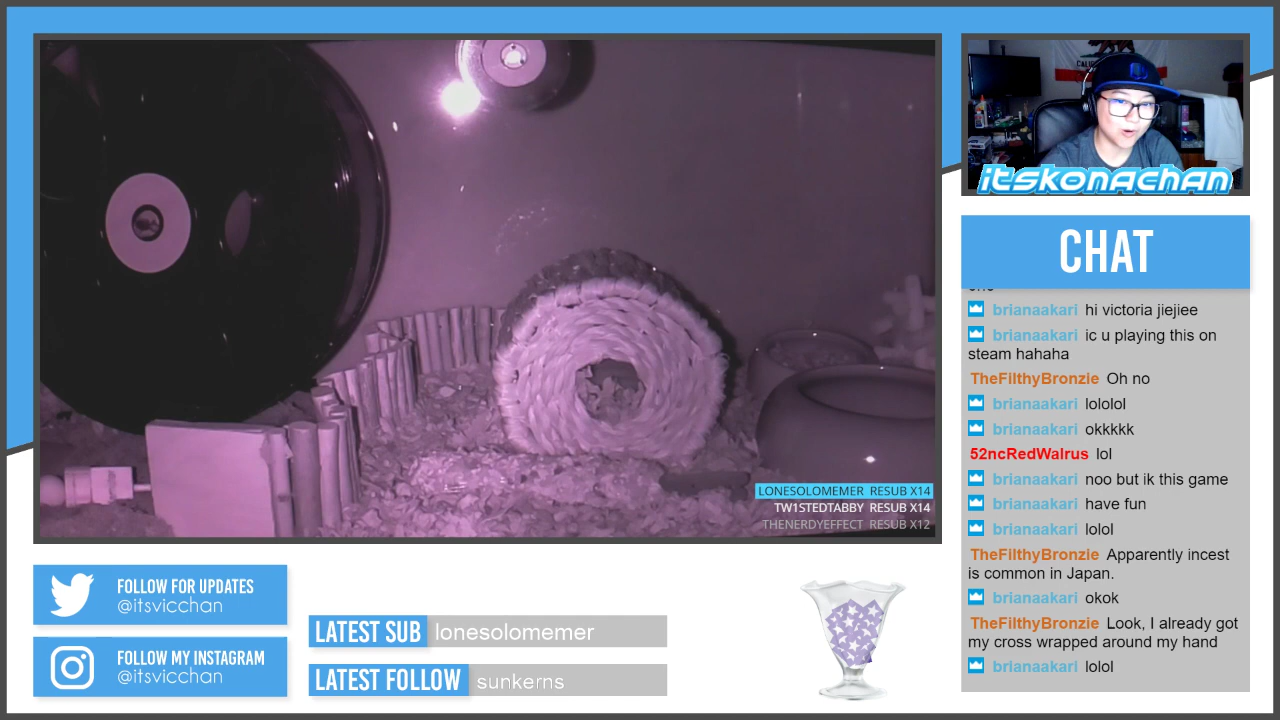 CALI
itskonachan
CHAT
brianaakari hi victoria jiejiee
brianaakari ic u playing this on
steam hahaha
TheFilthyBronzie Oh no
brianaakari lololol
brianaakari okkkkk
52ncRedWalrus lol
brianaakari noo but ik this game
brianaakari have fun
brianaakari lolol
TheFilthyBronzie Apparently incest
is common in Japan.
brianaakari okok
TheFilthyBronzie Look, I already got
my cross wrapped around my hand
brianaakari lolol
LONESOLOMEMER RESUB X14
TW1STEDTABBY RESUB X14
THENERDYEFFECT RESUB X12
FOLLOW FOR UPDATES
@itsvicchan
FOLLOW MY INSTAGRAM
@itsvicchan
LATEST SUB lonesolomemer
LATEST FOLLOW sunkerns